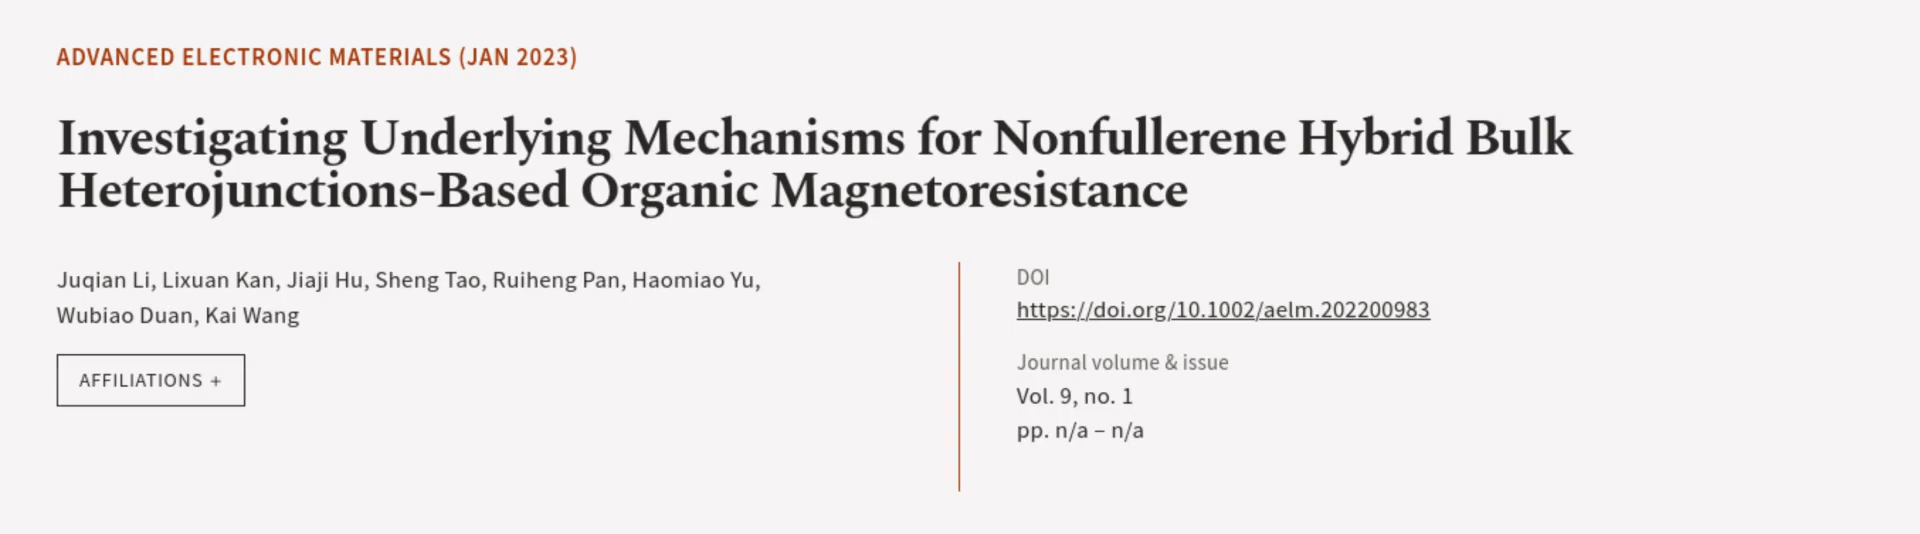 ADVANCED ELECTRONIC MATERIALS (JAN 2023)
Investigating Underlying Mechanisms for Nonfullerene Hybrid Bulk
Heterojunctions-Based Organic Magnetoresistance
Juqian Li, Lixuan Kan, Jiaji Hu, Sheng Tao, Ruiheng Pan, Haomiao Yu,
Wubiao Duan, Kai Wang
AFFILIATIONS +
DOI
https://doi.org/10.1002/aelm.202200983
Journal volume & issue
Vol. 9, no. 1
pp. n/a – n/a